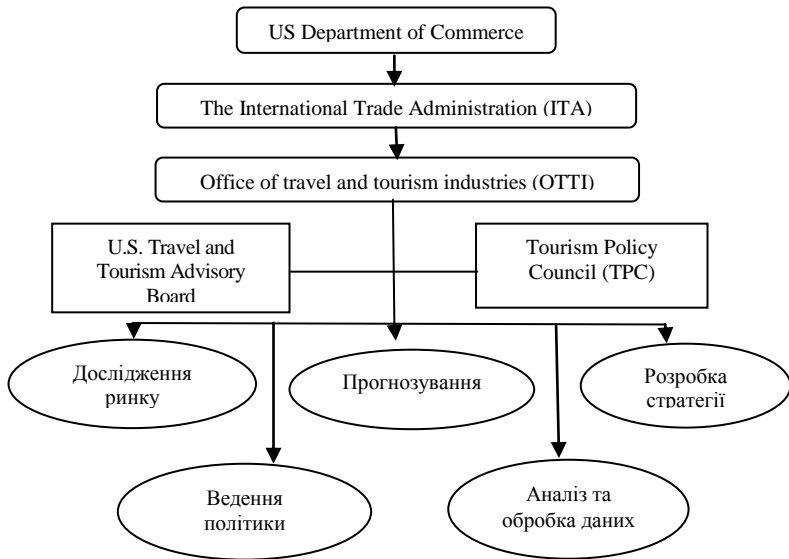 US Department of Commerce
The International Trade Administration (ITA)
Office of travel and tourism industries (OTTI)
U.S. Travel and
Tourism Advisory
Board
Tourism Policy
Council (TPC)
Дослідження
ринку
Прогнозування
Розробка
стратегії
Ведення
політики
Аналіз та
обробка даних